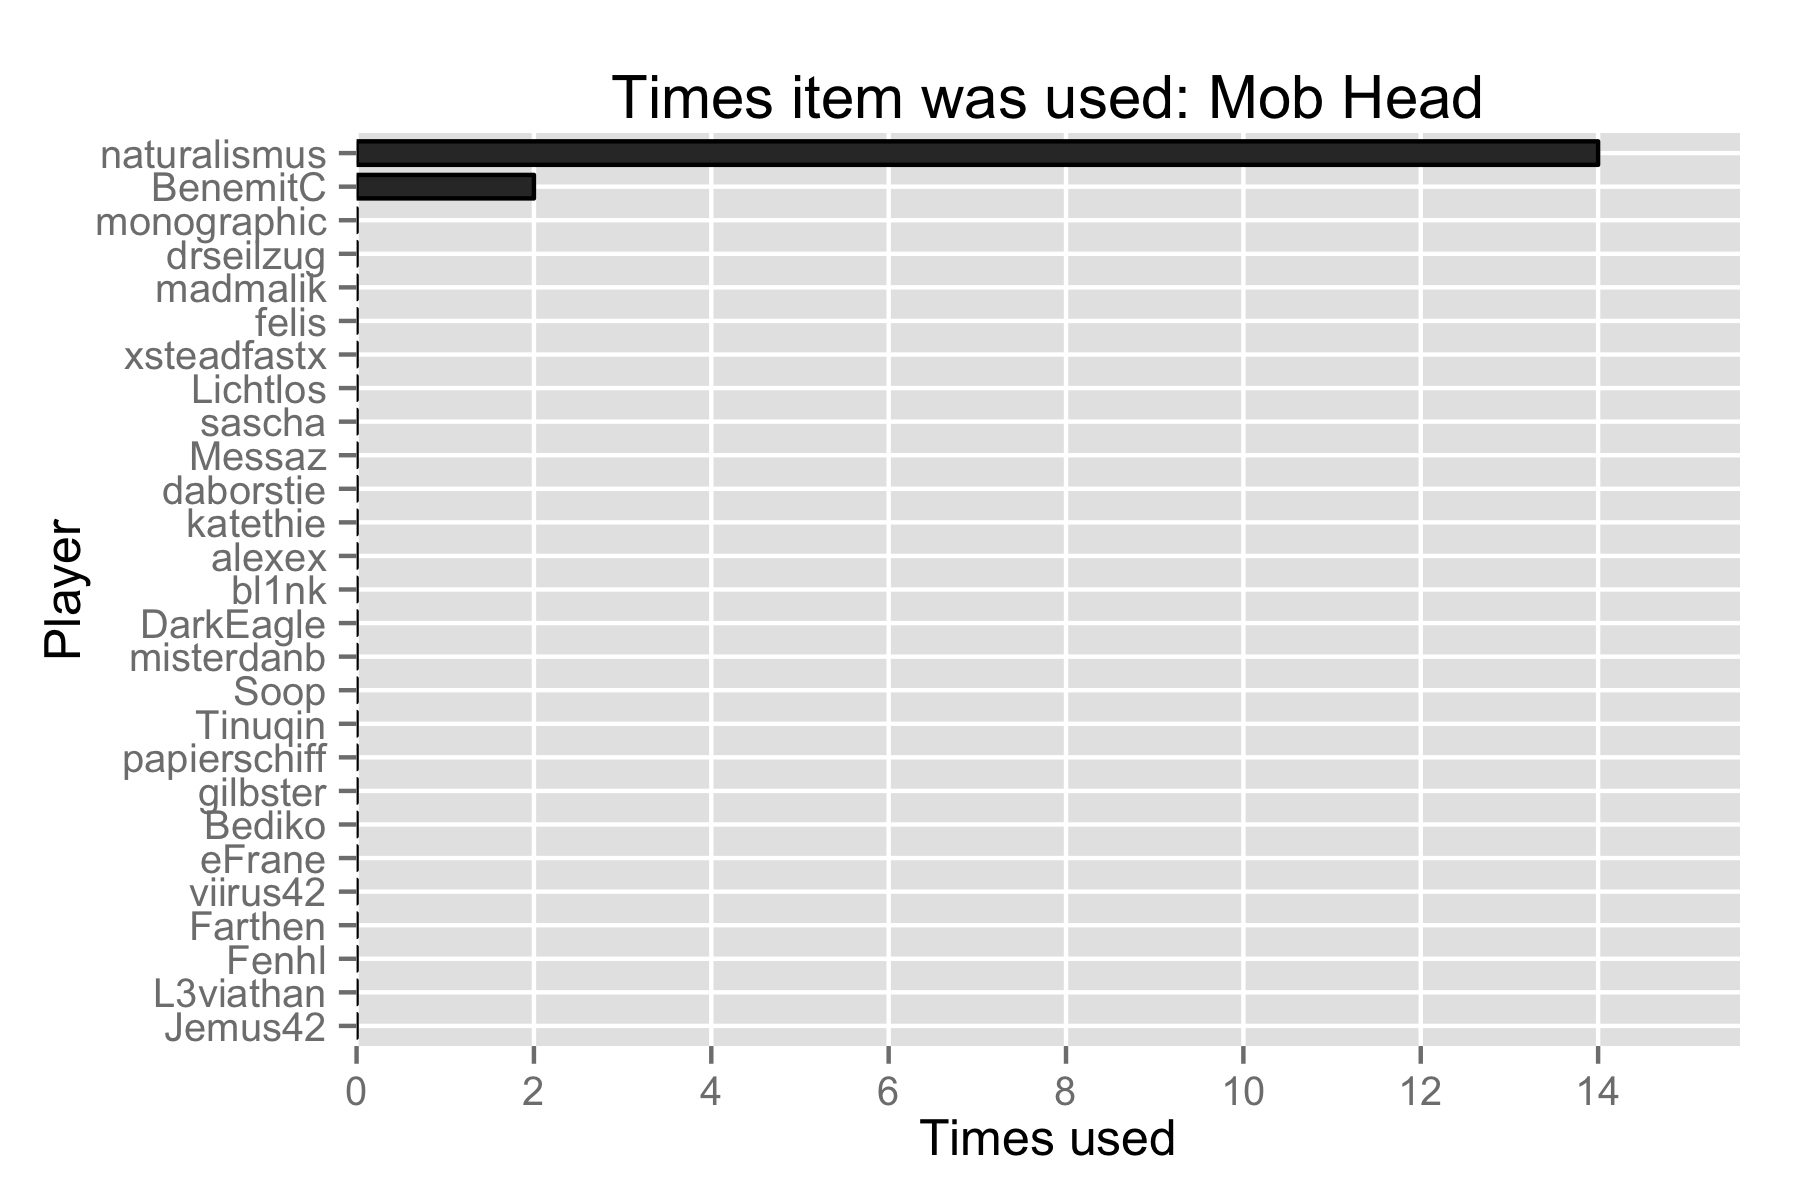 Times item was used: Mob Head
naturalismus
BenemitC
monographic
drseilzug
madmalik
felis
xsteadfastx
Lichtlos
sascha
Messaz
daborstie
katethie
alexex
bl1nk
DarkEagle
misterdanb
Soop
Tinuqin
papierschiff
gilbster
Bediko
eFrane
viirus42
Farthen
Fenhl
L3viathan
Jemus42
Player
0 2 4 6 8 10 12 14
Times used